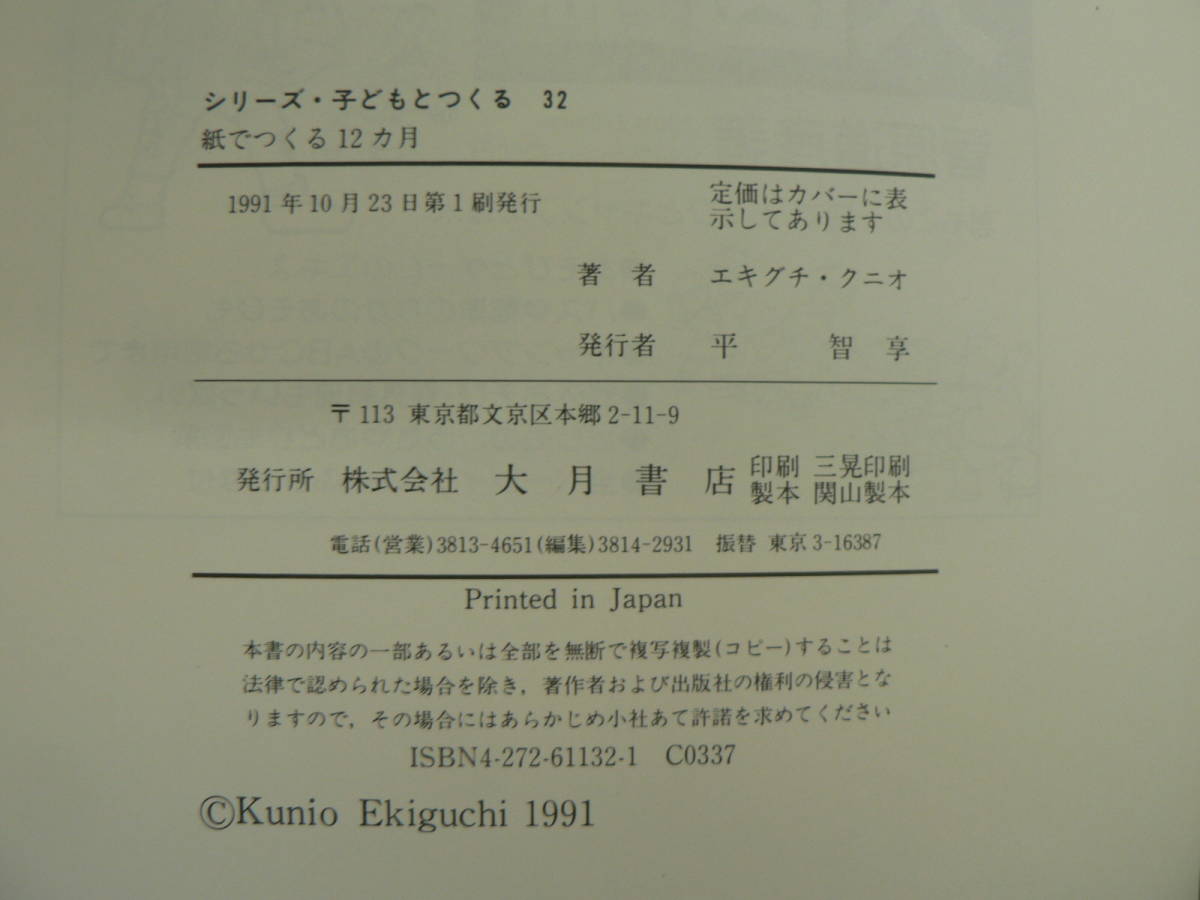 シリーズ・子どもとつくる 32
紙でつくる12カ月
1991年10月23日第1刷発行
定価はカバーに表
示してあります
著者 エキグチ・クニオ
発行者 平 智享
〒113 東京都文京区本郷2-11-9
発行所 株式会社 大月書店
印刷 三晃印刷
製本 関山製本
電話(営業)3813-4651(編集)3814-2931 振替 東京3-16387
Printed in Japan
本書の内容の一部あるいは全部を無断で複写複製(コピー)することは
法律で認められた場合を除き，著作者および出版社の権利の侵害とな
りますので，その場合にはあらかじめ小社あて許諾を求めてください
ISBN4-272-61132-1 C0337
©Kunio Ekiguchi 1991